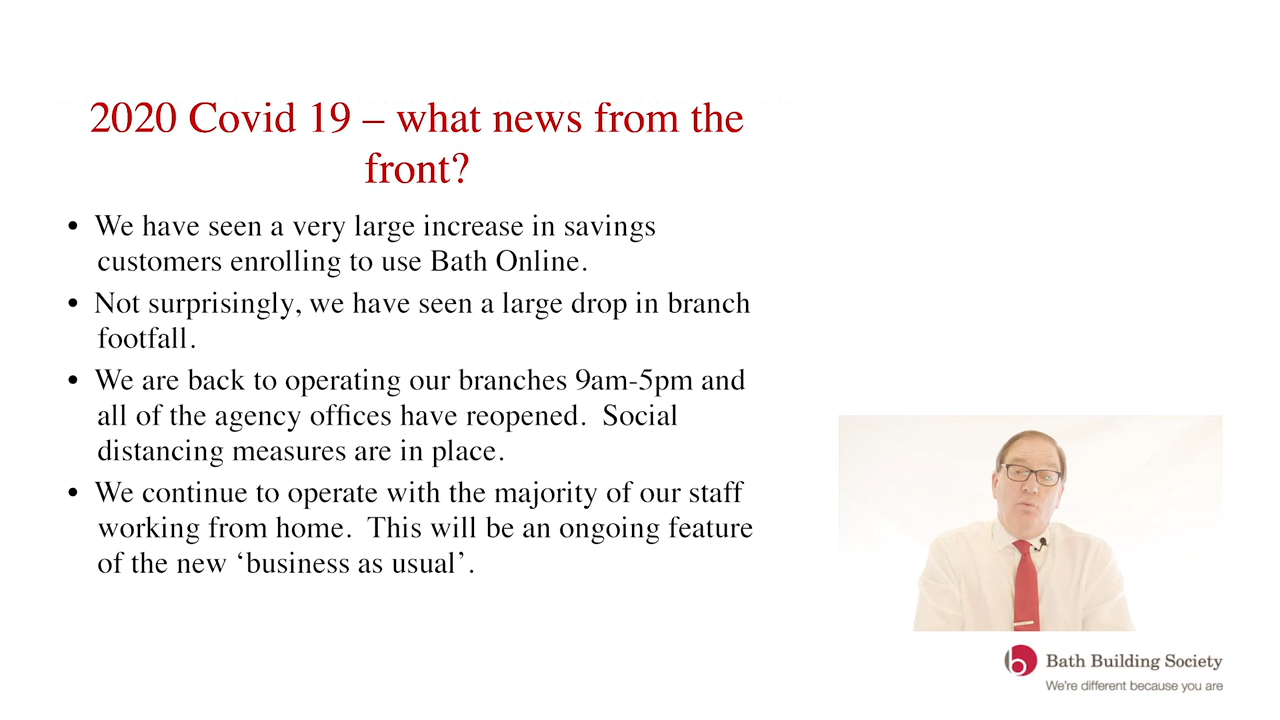 2020 Covid 19 – what news from the
front?
• We have seen a very large increase in savings
customers enrolling to use Bath Online.
• Not surprisingly, we have seen a large drop in branch
footfall.
• We are back to operating our branches 9am-5pm and
all of the agency offices have reopened.  Social
distancing measures are in place.
• We continue to operate with the majority of our staff
working from home.  This will be an ongoing feature
of the new ‘business as usual’.
b Bath Building Society
We're different because you are